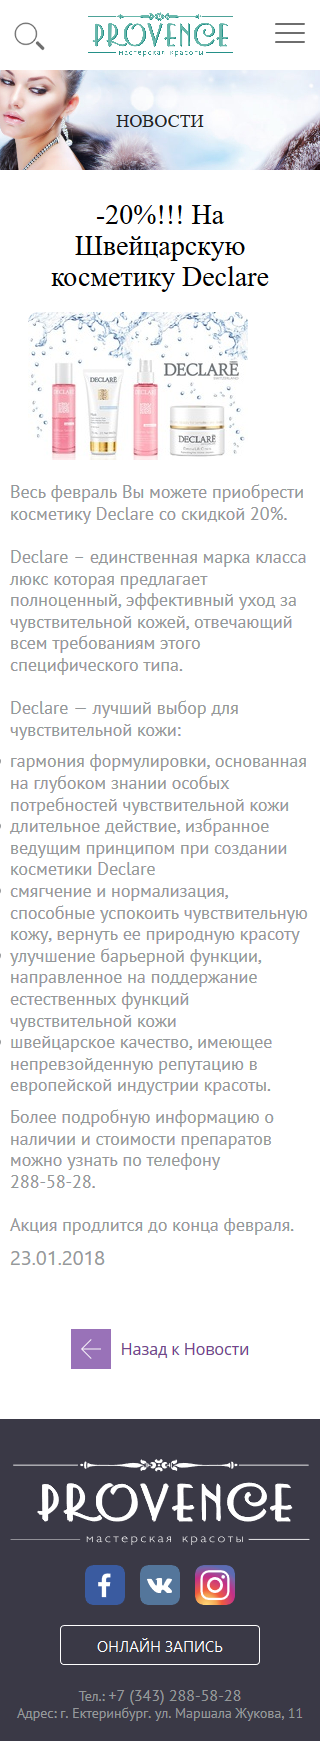 PROVENCE
мастерская красоты
НОВОСТИ
-20%!!! На
Швейцарскую
косметику Declare
DECLARÉ
DECLARÉ
DECLARÉ
Весь февраль Вы можете приобрести
косметику Declare со скидкой 20%.
Declare – единственная марка класса
люкс которая предлагает
полноценный, эффективный уход за
чувствительной кожей, отвечающий
всем требованиям этого
специфического типа.
Declare — лучший выбор для
чувствительной кожи:
гармония формулировки, основанная
на глубоком знании особых
потребностей чувствительной кожи
длительное действие, избранное
ведущим принципом при создании
косметики Declare
смягчение и нормализация,
способные успокоить чувствительную
кожу, вернуть ее природную красоту
улучшение барьерной функции,
направленное на поддержание
естественных функций
чувствительной кожи
швейцарское качество, имеющее
непревзойденную репутацию в
европейской индустрии красоты.
Более подробную информацию о
наличии и стоимости препаратов
можно узнать по телефону
288-58-28.
Акция продлится до конца февраля.
23.01.2018
Назад к Новости
PROVENCE
мастерская красоты
ОНЛАЙН ЗАПИСЬ
Тел.: +7 (343) 288-58-28
Адрес: г. Ектеринбург. ул. Маршала Жукова, 11